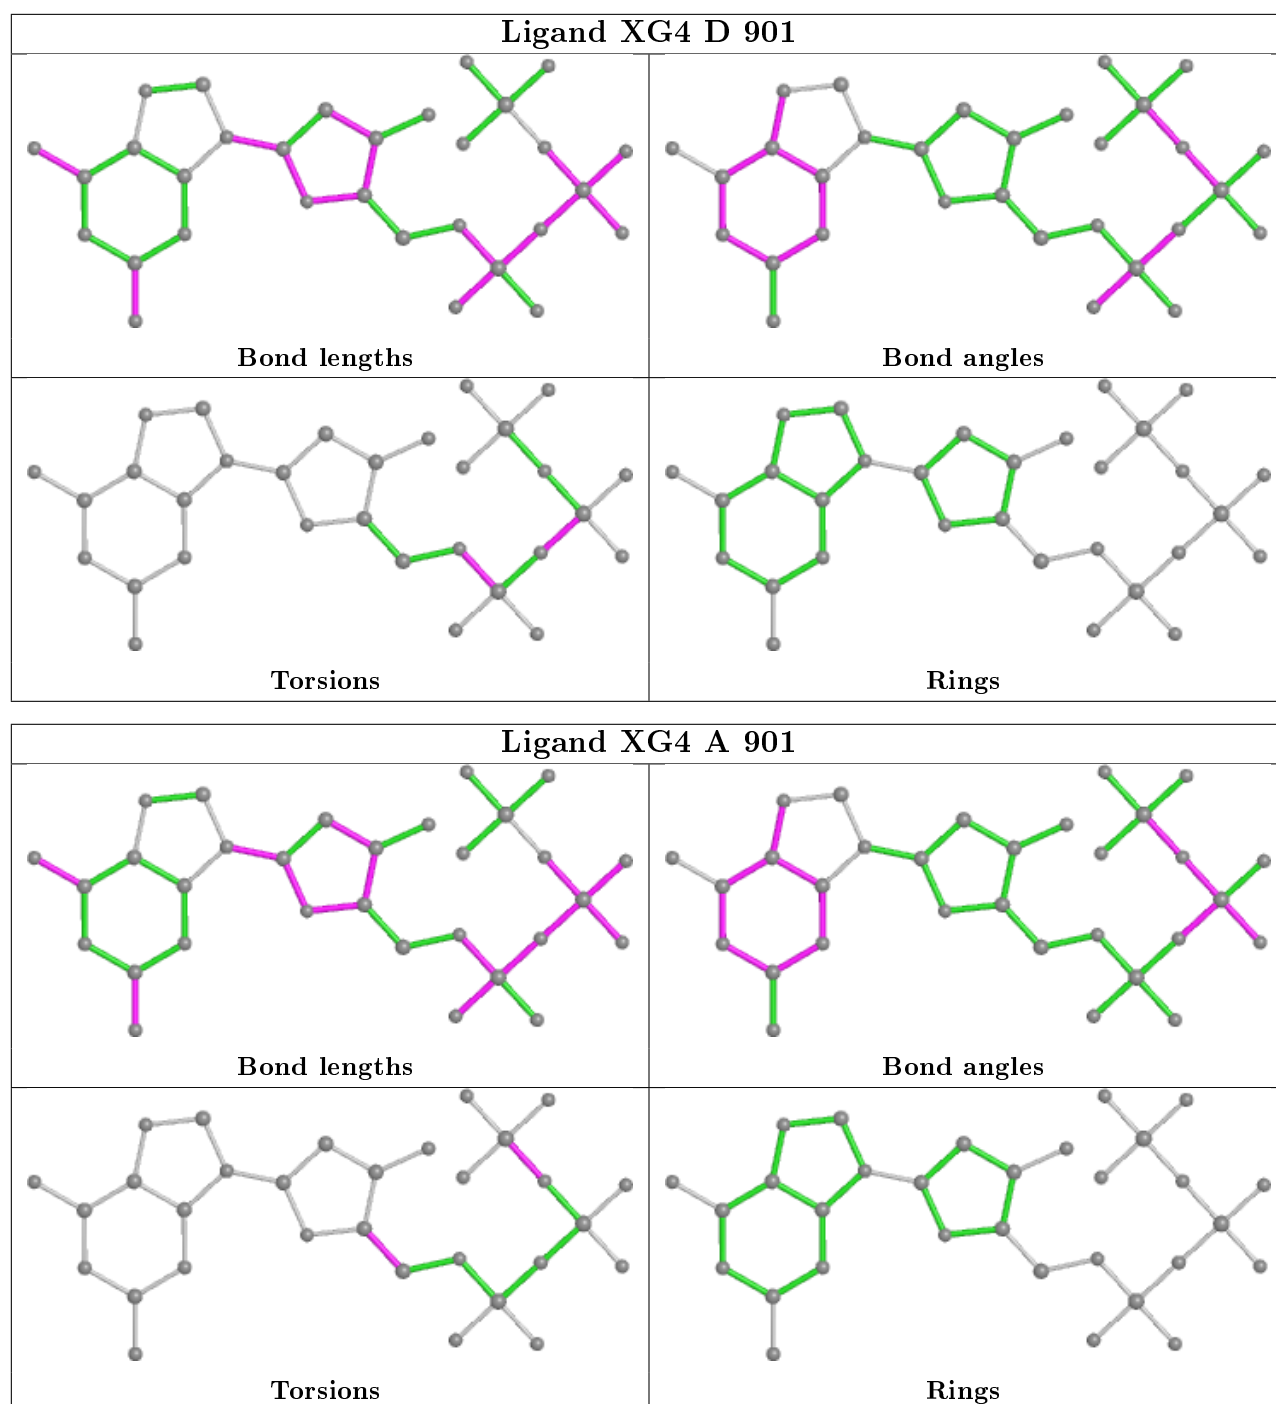 Ligand XG4 D 901
Bond lengths
Bond angles
Torsions
Rings
Ligand XG4 A 901
Bond lengths
Bond angles
Torsions
Rings